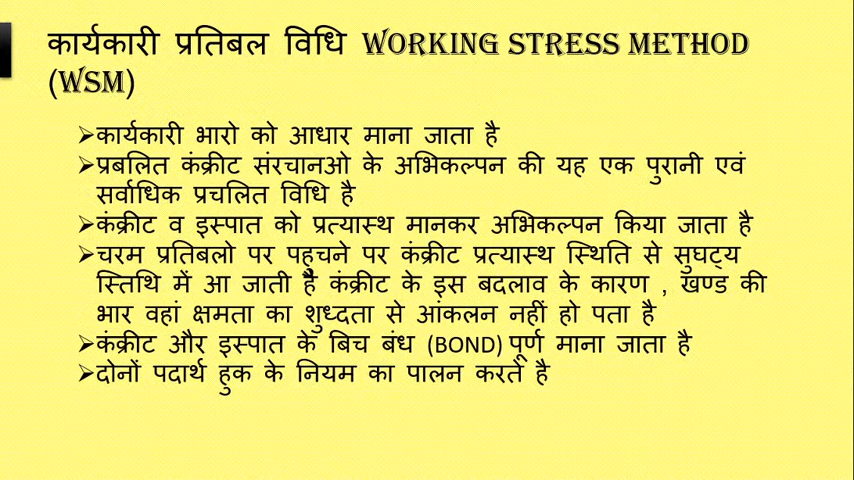 कार्यकारी प्रतिबल विधि WORKING STRESS METHOD
(WSM)
➢कार्यकारी भारो को आधार माना जाता है
➢प्रबलित कंक्रीट संरचानओ के अभिकल्पन की यह एक पुरानी एवं
सर्वाधिक प्रचलित विधि है
➢कंक्रीट व इस्पात को प्रत्यास्थ मानकर अभिकल्पन किया जाता है
➢चरम प्रतिबलो पर पहुचने पर कंक्रीट प्रत्यास्थ स्थिति से सुघट्य
स्तिथि में आ जाती है कंक्रीट के इस बदलाव के कारण , खण्ड की
भार वहां क्षमता का शुध्दता से आंकलन नहीं हो पता है
➢कंक्रीट और इस्पात के बिच बंध (BOND) पूर्ण माना जाता है
➢दोनों पदार्थ हुक के नियम का पालन करते है